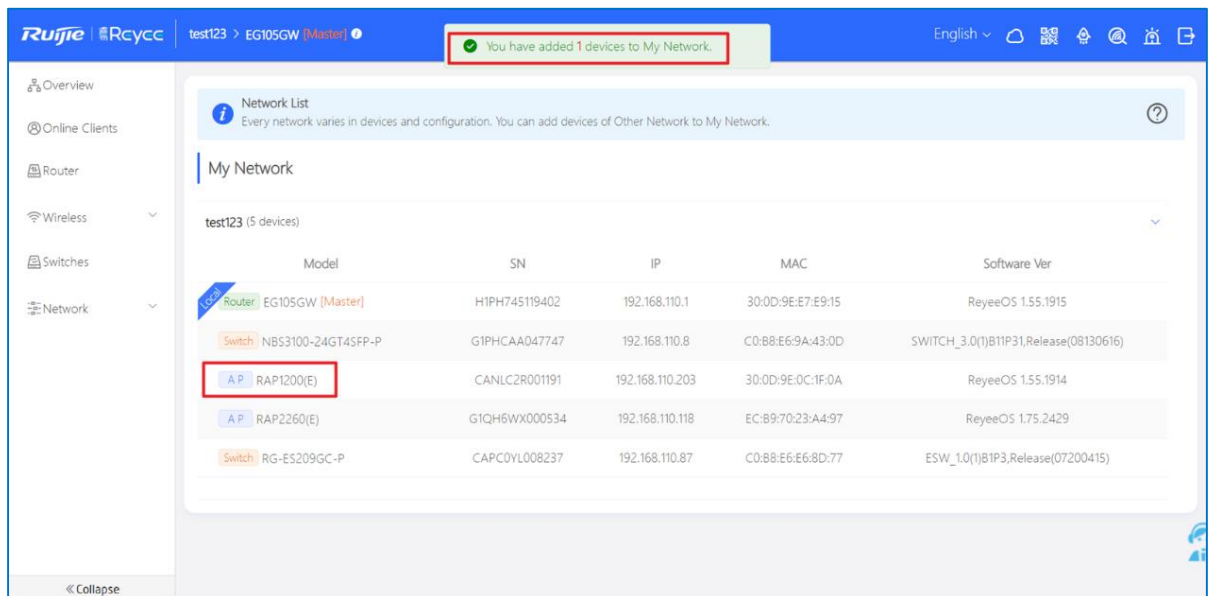 Ruijie | Reyee
test123 > EG105GW [Master]
You have added 1 devices to My Network.
English
Overview
Online Clients
Router
Wireless
Switches
Network
Collapse
Network List
Every network varies in devices and configuration. You can add devices of Other Network to My Network.
My Network
test123 (5 devices)
Model SN IP MAC Software Ver
Local
Router EG105GW [Master] H1PH745119402 192.168.110.1 30:0D:9E:E7:E9:15 ReyeeOS 1.55.1915
Switch NBS3100-24GT4SFP-P G1PHCAA047747 192.168.110.8 C0:B8:E6:9A:43:0D SWITCH_3.0(1)B11P31,Release(08130616)
AP RAP1200(E) CANLC2R001191 192.168.110.203 30:0D:9E:0C:1F:0A ReyeeOS 1.55.1914
AP RAP2260(E) G1QH6WX000534 192.168.110.118 EC:B9:70:23:A4:97 ReyeeOS 1.75.2429
Switch RG-ES209GC-P CAPC0YL008237 192.168.110.87 C0:B8:E6:E6:8D:77 ESW_1.0(1)B1P3,Release(07200415)